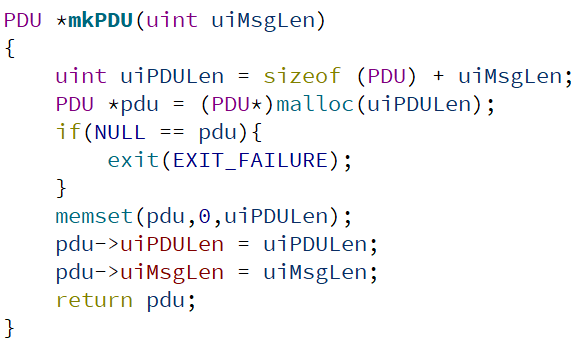 PDU *mkPDU(uint uiMsgLen)
{
    uint uiPDULen = sizeof (PDU) + uiMsgLen;
    PDU *pdu = (PDU*)malloc(uiPDULen);
    if(NULL == pdu){
        exit(EXIT_FAILURE);
    }
    memset(pdu,0,uiPDULen);
    pdu->uiPDULen = uiPDULen;
    pdu->uiMsgLen = uiMsgLen;
    return pdu;
}